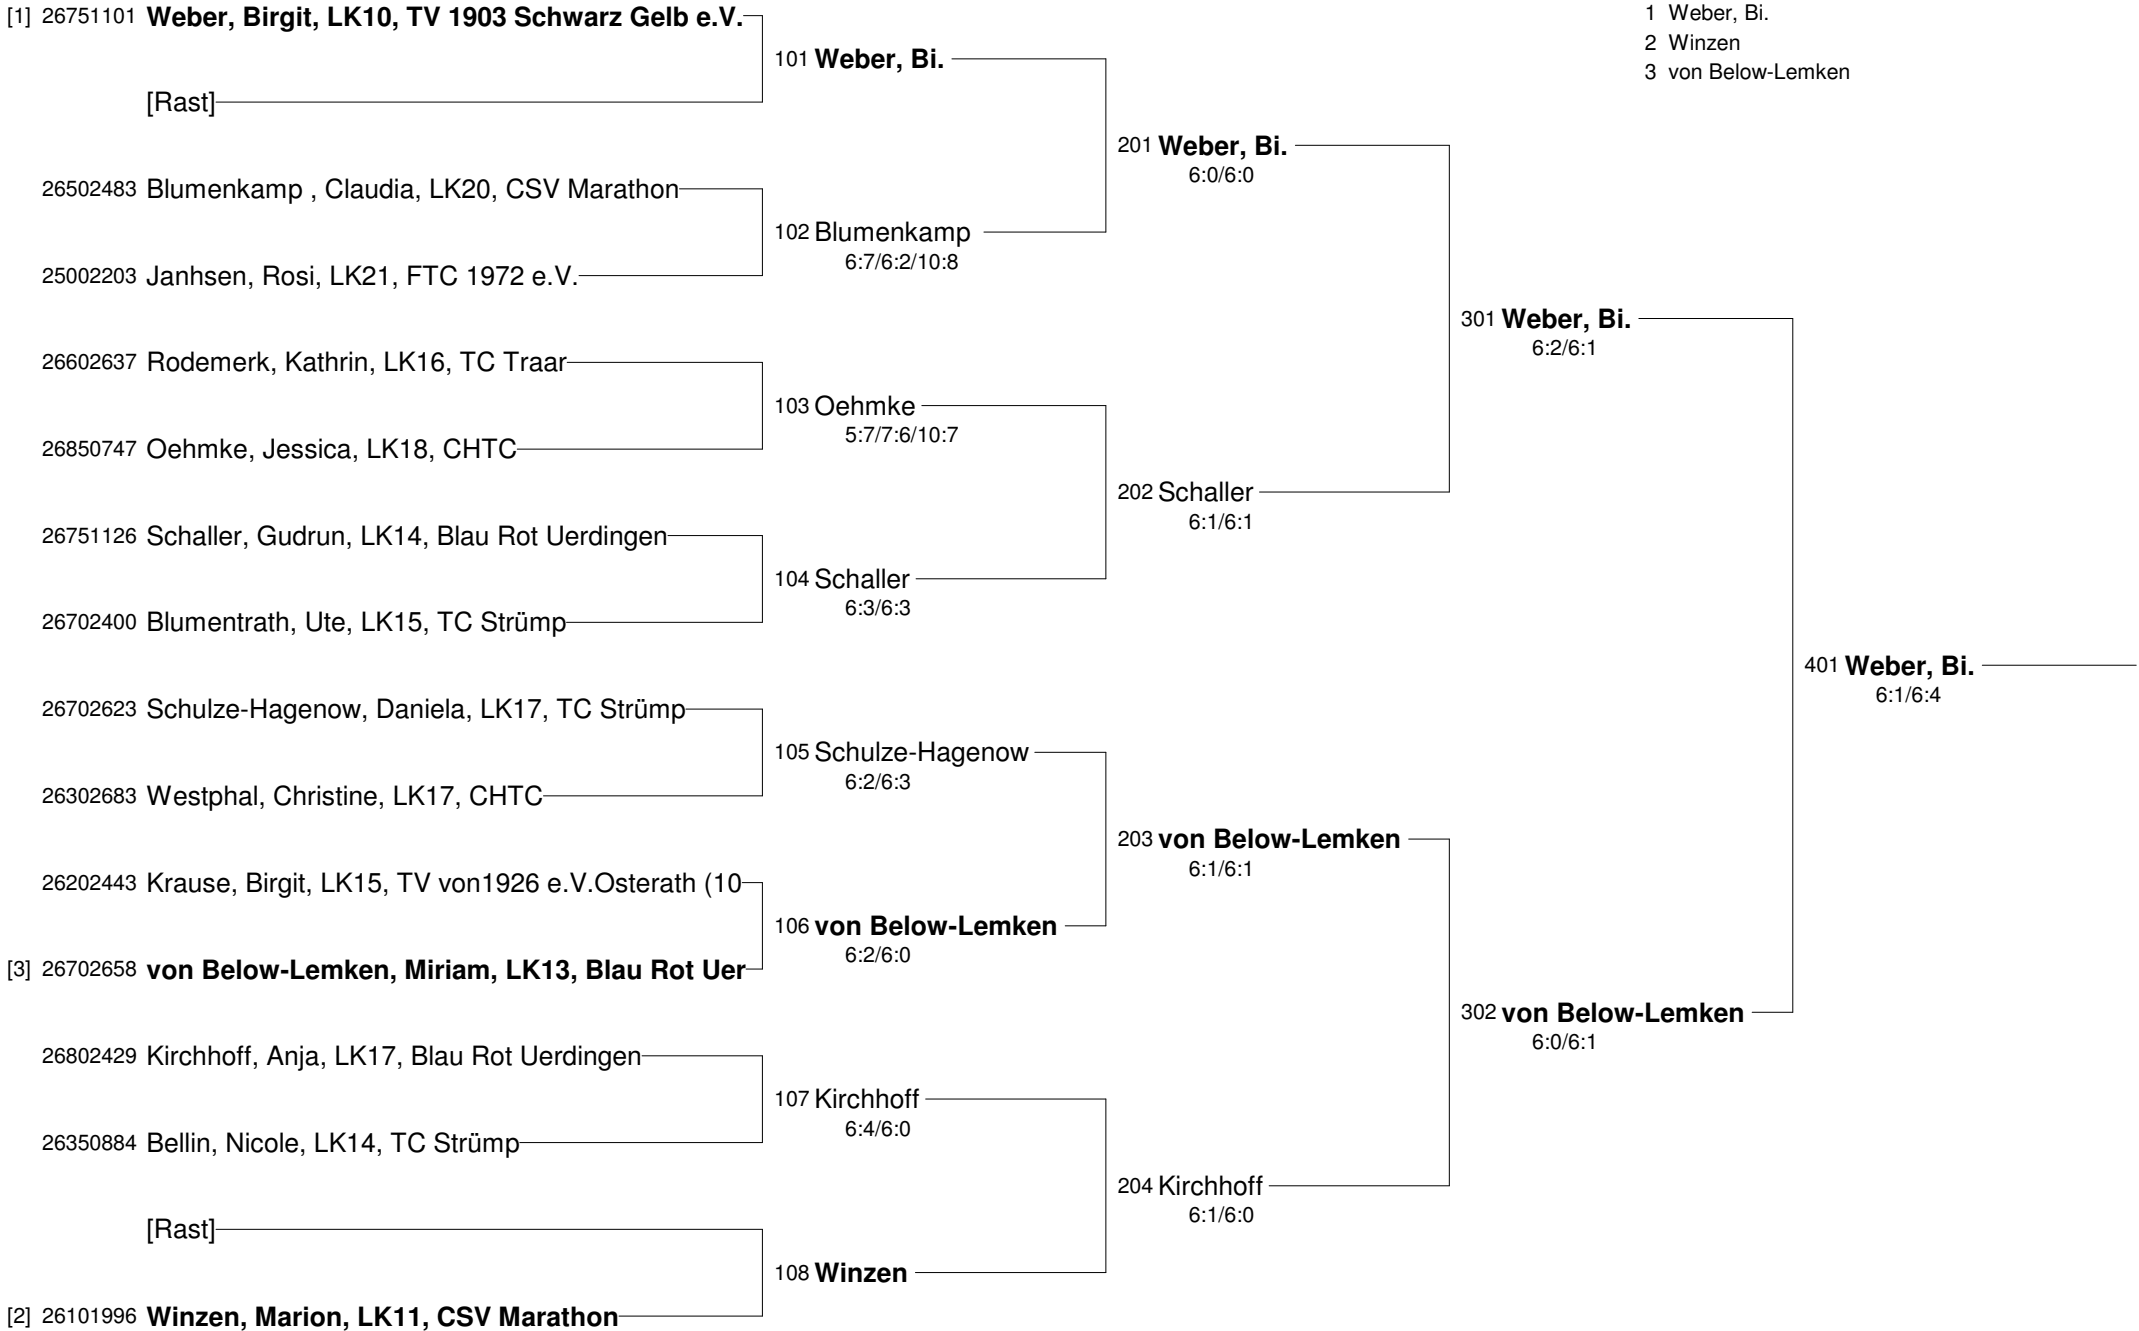 [1] 26751101 Weber, Birgit, LK10, TV 1903 Schwarz Gelb e.V.
[Rast]
26502483 Blumenkamp , Claudia, LK20, CSV Marathon
25002203 Janhsen, Rosi, LK21, FTC 1972 e.V.
26602637 Rodemerk, Kathrin, LK16, TC Traar
26850747 Oehmke, Jessica, LK18, CHTC
26751126 Schaller, Gudrun, LK14, Blau Rot Uerdingen
26702400 Blumentrath, Ute, LK15, TC Strümp
26702623 Schulze-Hagenow, Daniela, LK17, TC Strümp
26302683 Westphal, Christine, LK17, CHTC
26202443 Krause, Birgit, LK15, TV von1926 e.V.Osterath (10
[3] 26702658 von Below-Lemken, Miriam, LK13, Blau Rot Uer
26802429 Kirchhoff, Anja, LK17, Blau Rot Uerdingen
26350884 Bellin, Nicole, LK14, TC Strümp
[Rast]
[2] 26101996 Winzen, Marion, LK11, CSV Marathon
101 Weber, Bi.
102 Blumenkamp
6:7/6:2/10:8
103 Oehmke
5:7/7:6/10:7
104 Schaller
6:3/6:3
105 Schulze-Hagenow
6:2/6:3
106 von Below-Lemken
6:2/6:0
107 Kirchhoff
6:4/6:0
108 Winzen
201 Weber, Bi.
6:0/6:0
202 Schaller
6:1/6:1
203 von Below-Lemken
6:1/6:1
204 Kirchhoff
6:1/6:0
301 Weber, Bi.
6:2/6:1
302 von Below-Lemken
6:0/6:1
401 Weber, Bi.
6:1/6:4
1 Weber, Bi.
2 Winzen
3 von Below-Lemken